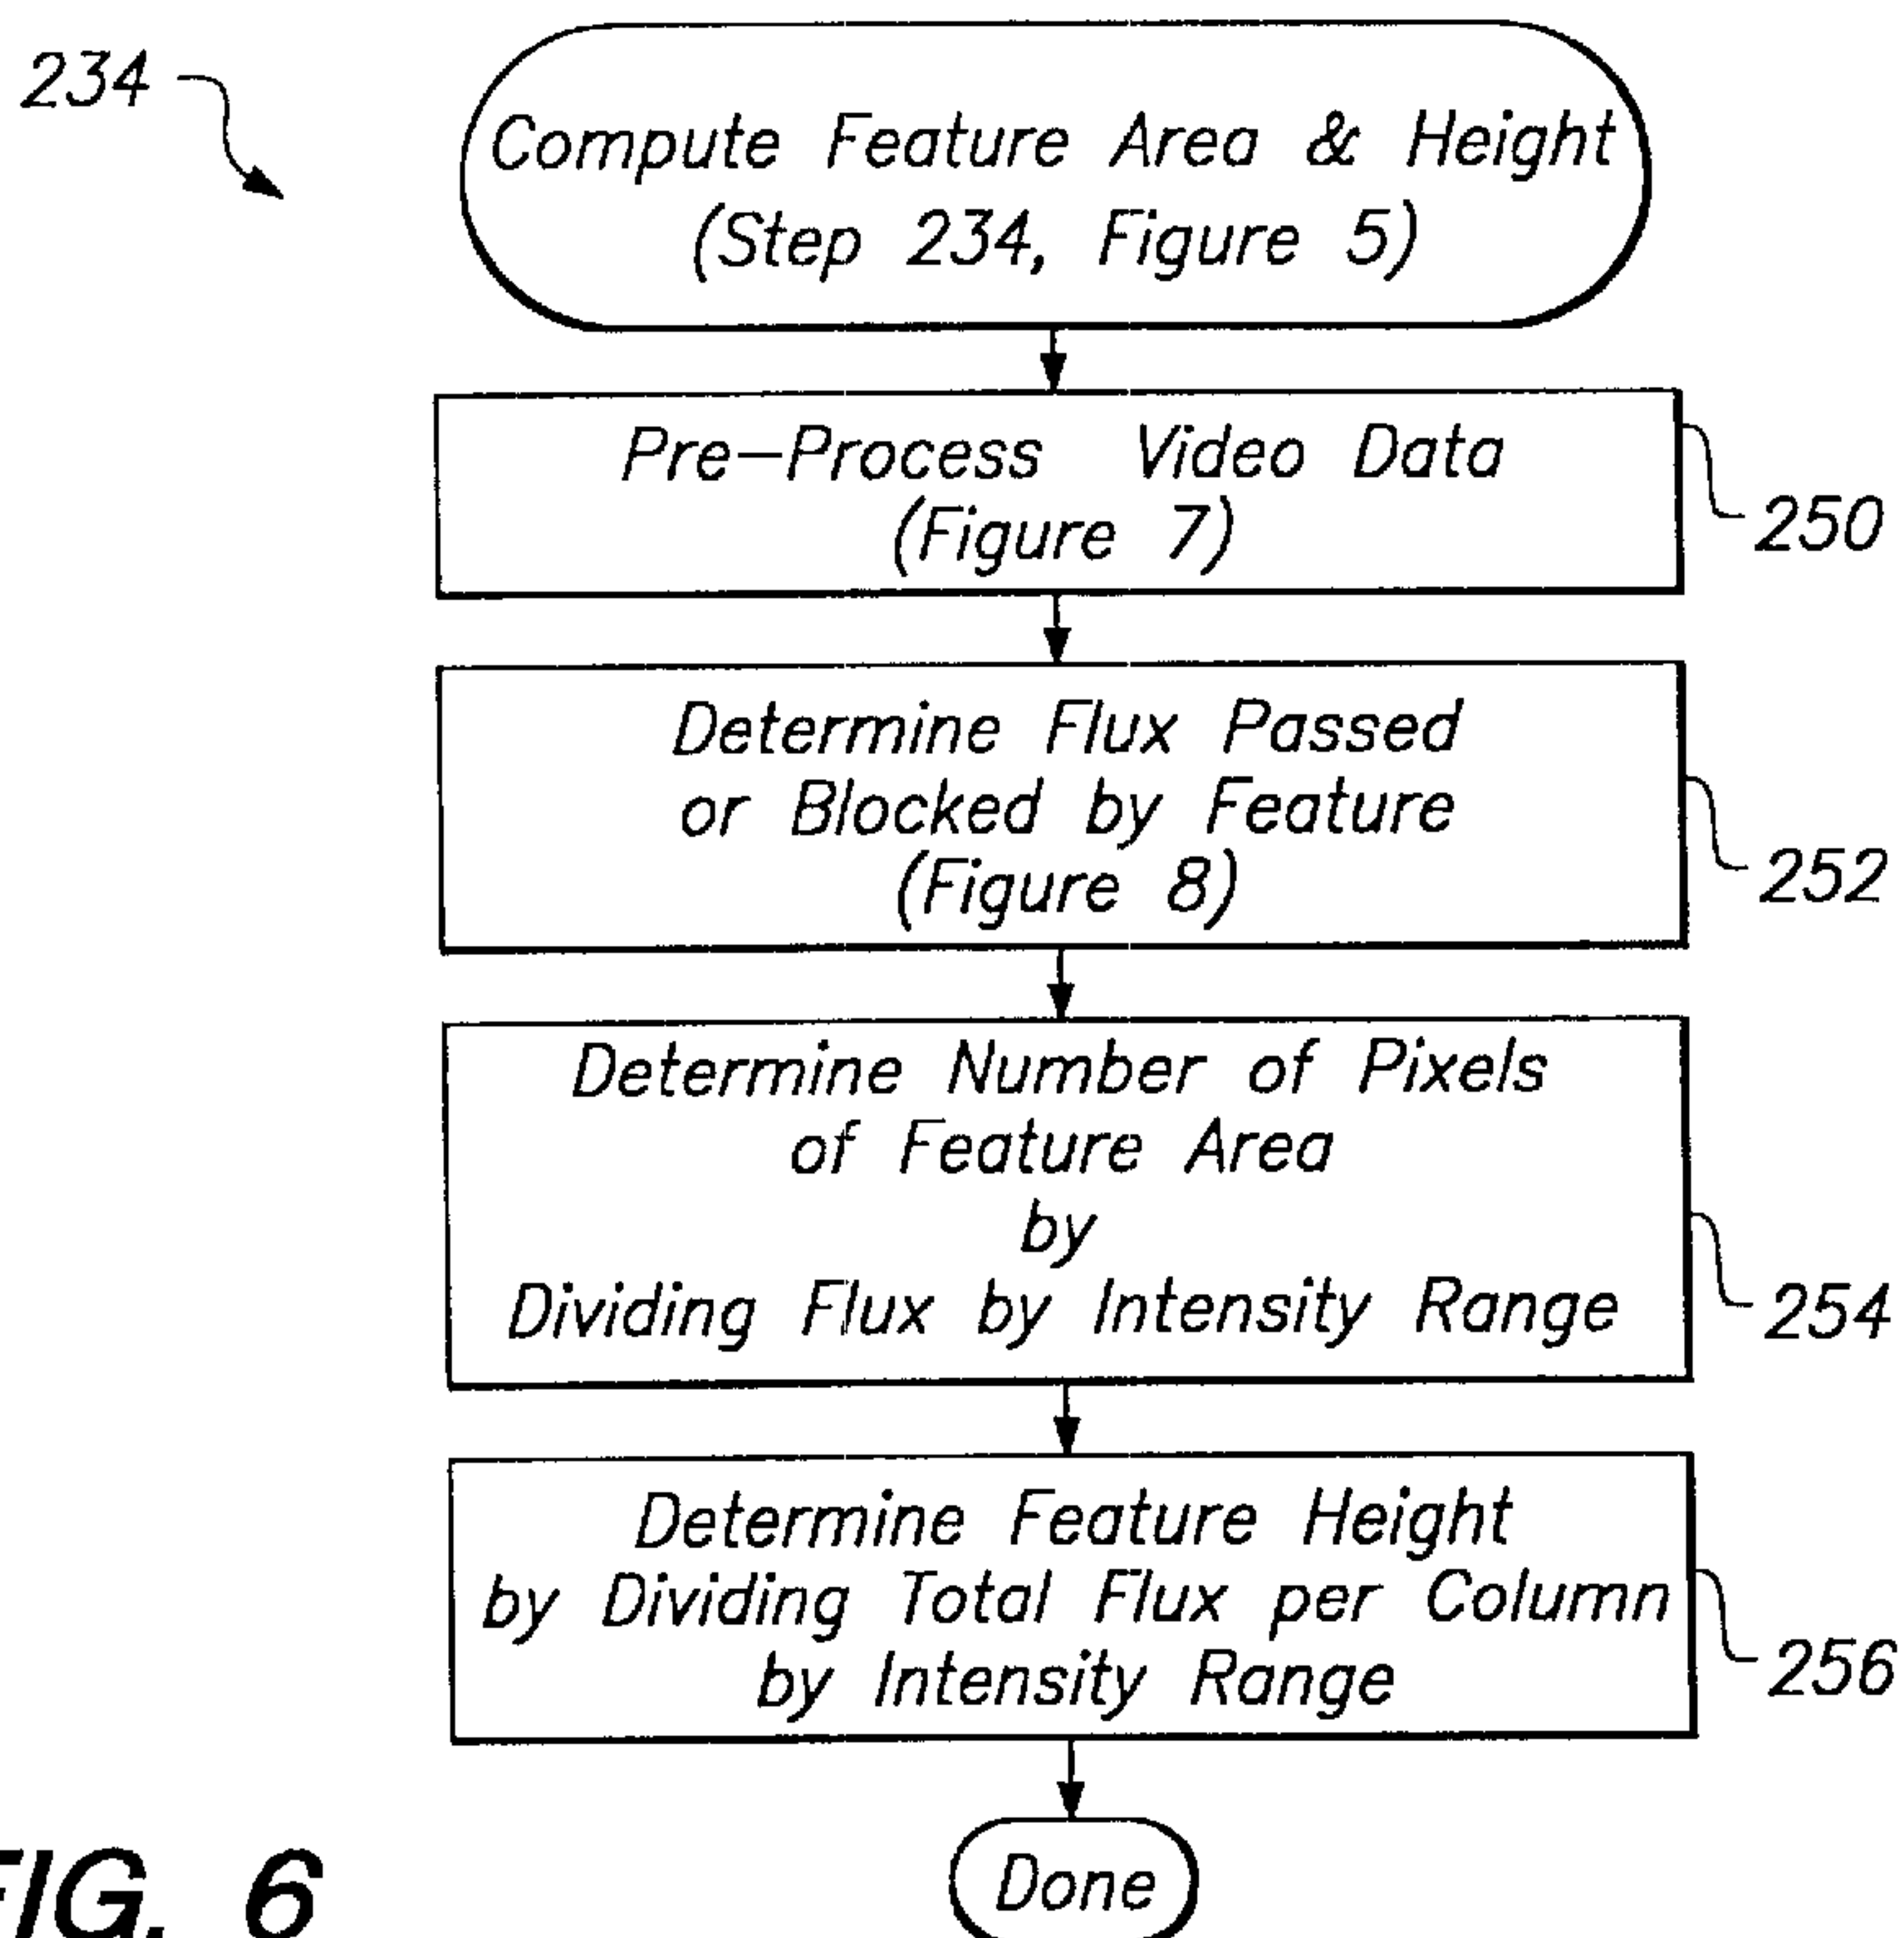 234
Compute Feature Area & Height
(Step 234, Figure 5)
Pre-Process Video Data
(Figure 7)
250
Determine Flux Passed
or Blocked by Feature
(Figure 8)
252
Determine Number of Pixels
of Feature Area
by
Dividing Flux by Intensity Range
254
Determine Feature Height
by Dividing Total Flux per Column
by Intensity Range
256
Done
FIG. 6